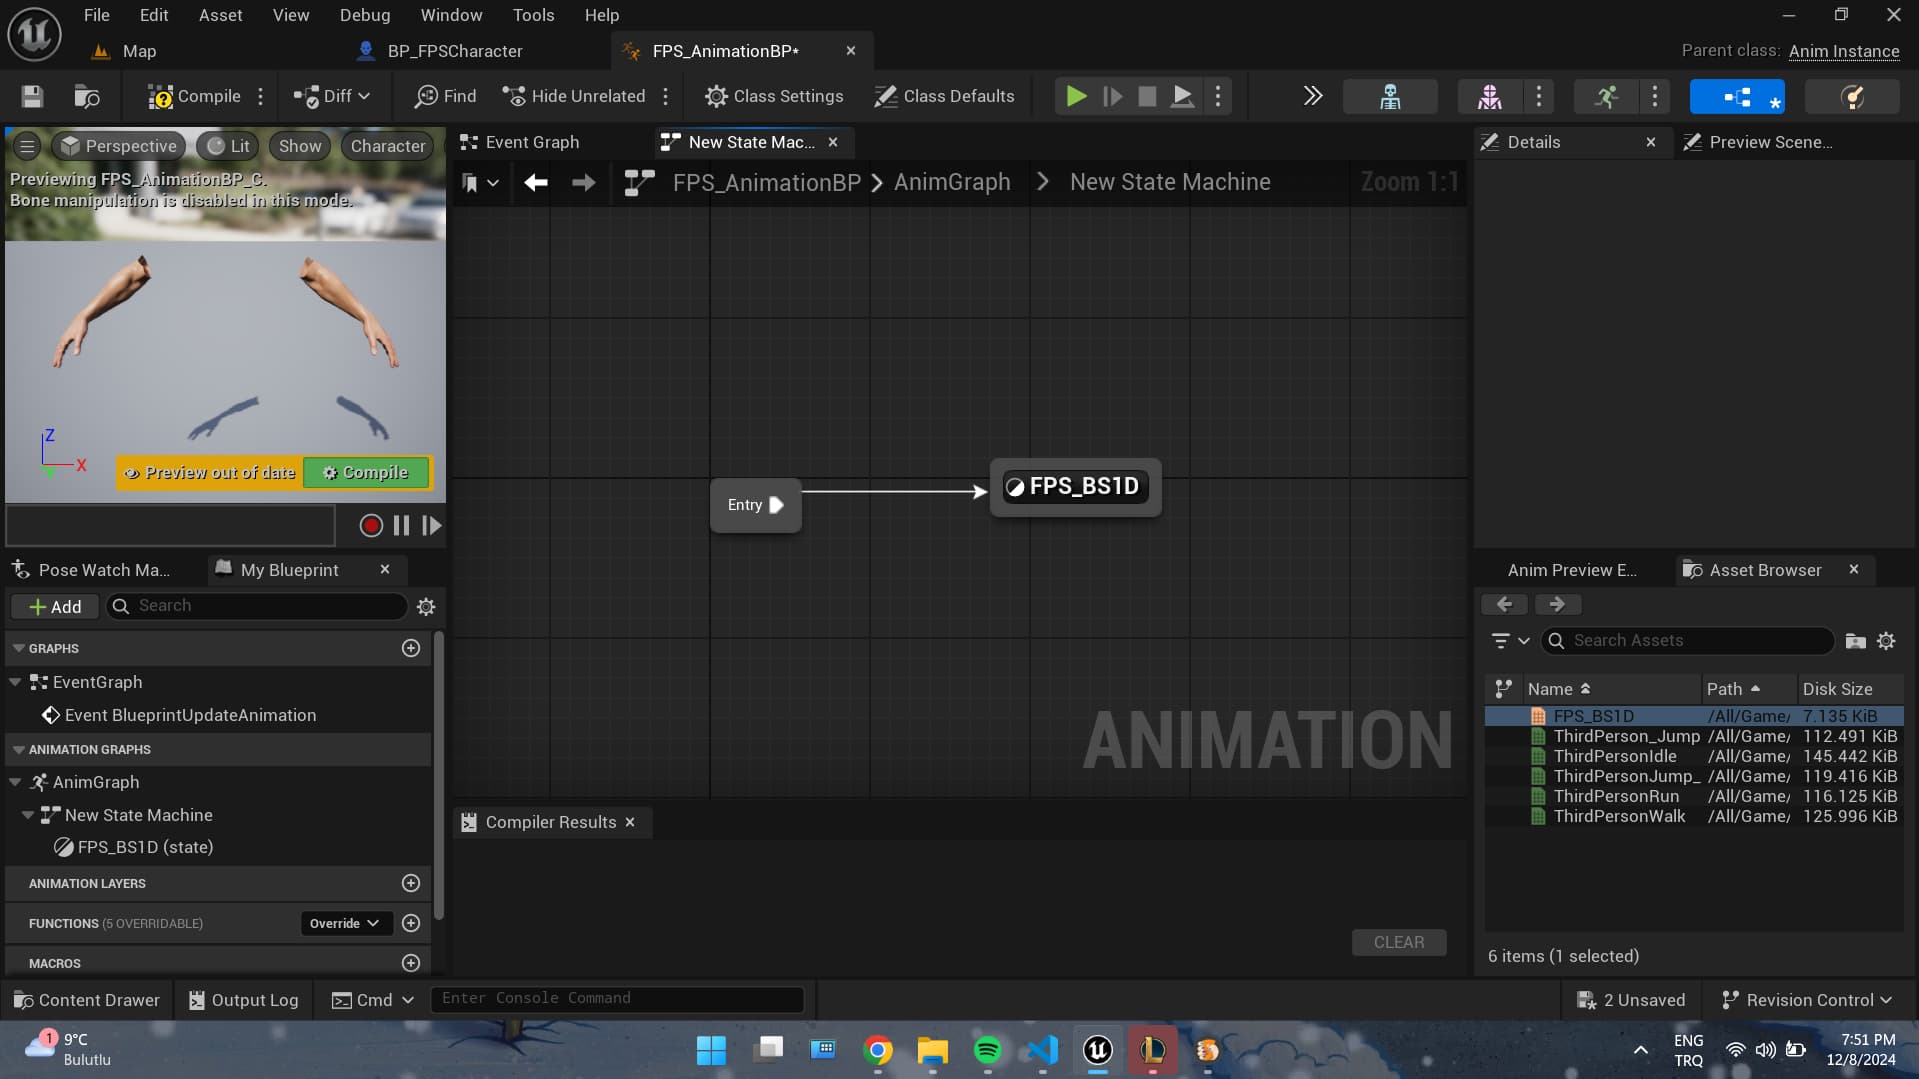 File Edit Asset View Debug Window Tools Help
Map BP_FPSCharacter FPS_AnimationBP* Parent class: Anim Instance
Compile Diff Find Hide Unrelated Class Settings Class Defaults
Perspective Lit Show Character
Previewing FPS_AnimationBP_C.
Bone manipulation is disabled in this mode.
Z
X
Y
Preview out of date Compile
Event Graph New State Mac...
FPS_AnimationBP AnimGraph New State Machine Zoom 1:1
Entry
FPS_BS1D
ANIMATION
Details Preview Scene...
Pose Watch Ma... My Blueprint
Add Search
GRAPHS
EventGraph
Event BlueprintUpdateAnimation
ANIMATION GRAPHS
AnimGraph
New State Machine
FPS_BS1D (state)
ANIMATION LAYERS
FUNCTIONS (5 OVERRIDABLE) Override
MACROS
Compiler Results
CLEAR
Anim Preview E... Asset Browser
Search Assets
Name Path Disk Size
FPS_BS1D /All/Game/ 7.135 KiB
ThirdPerson_Jump /All/Game/ 112.491 KiB
ThirdPersonIdle /All/Game/ 145.442 KiB
ThirdPersonJump_ /All/Game/ 119.416 KiB
ThirdPersonRun /All/Game/ 116.125 KiB
ThirdPersonWalk /All/Game/ 125.996 KiB
6 items (1 selected)
Content Drawer Output Log Cmd Enter Console Command 2 Unsaved Revision Control
1
9°C
Bulutlu
ENG
TRQ
7:51 PM
12/8/2024